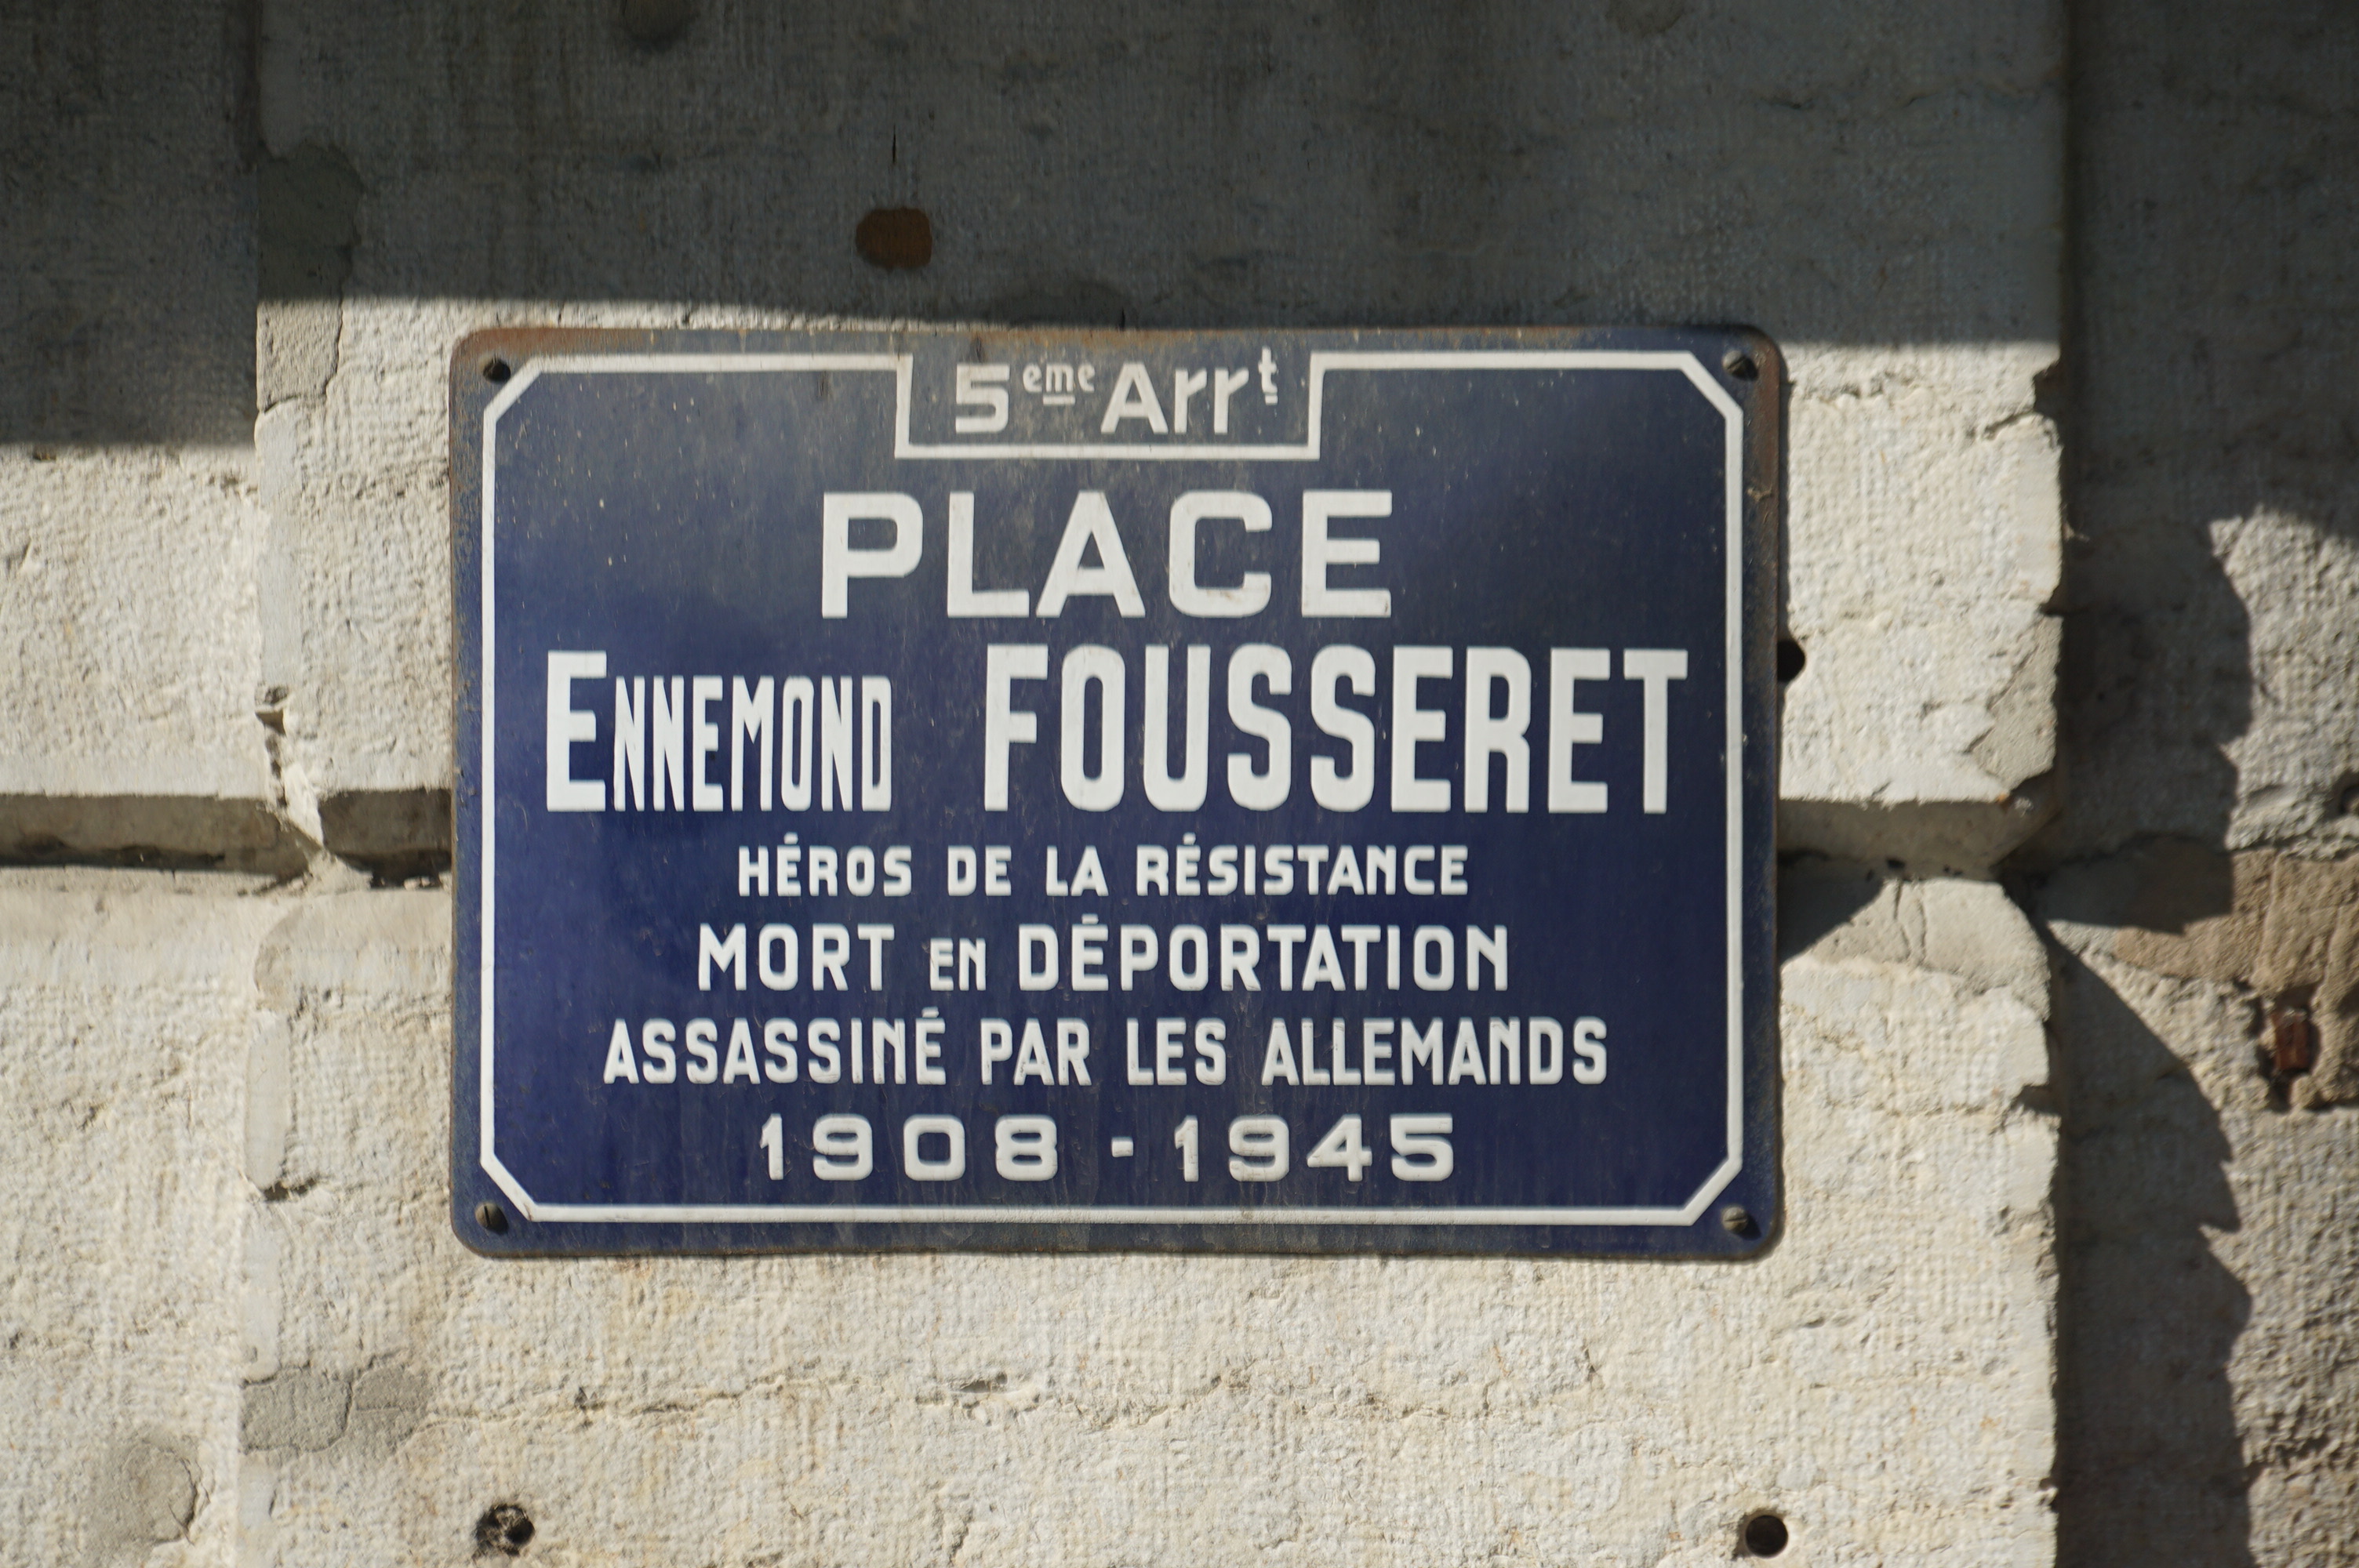 5eme Arrt
PLACE
ENNEMOND FOUSSERET
HÉROS DE LA RÉSISTANCE
MORT EN DÉPORTATION
ASSASSINÉ PAR LES ALLEMANDS
1908 - 1945